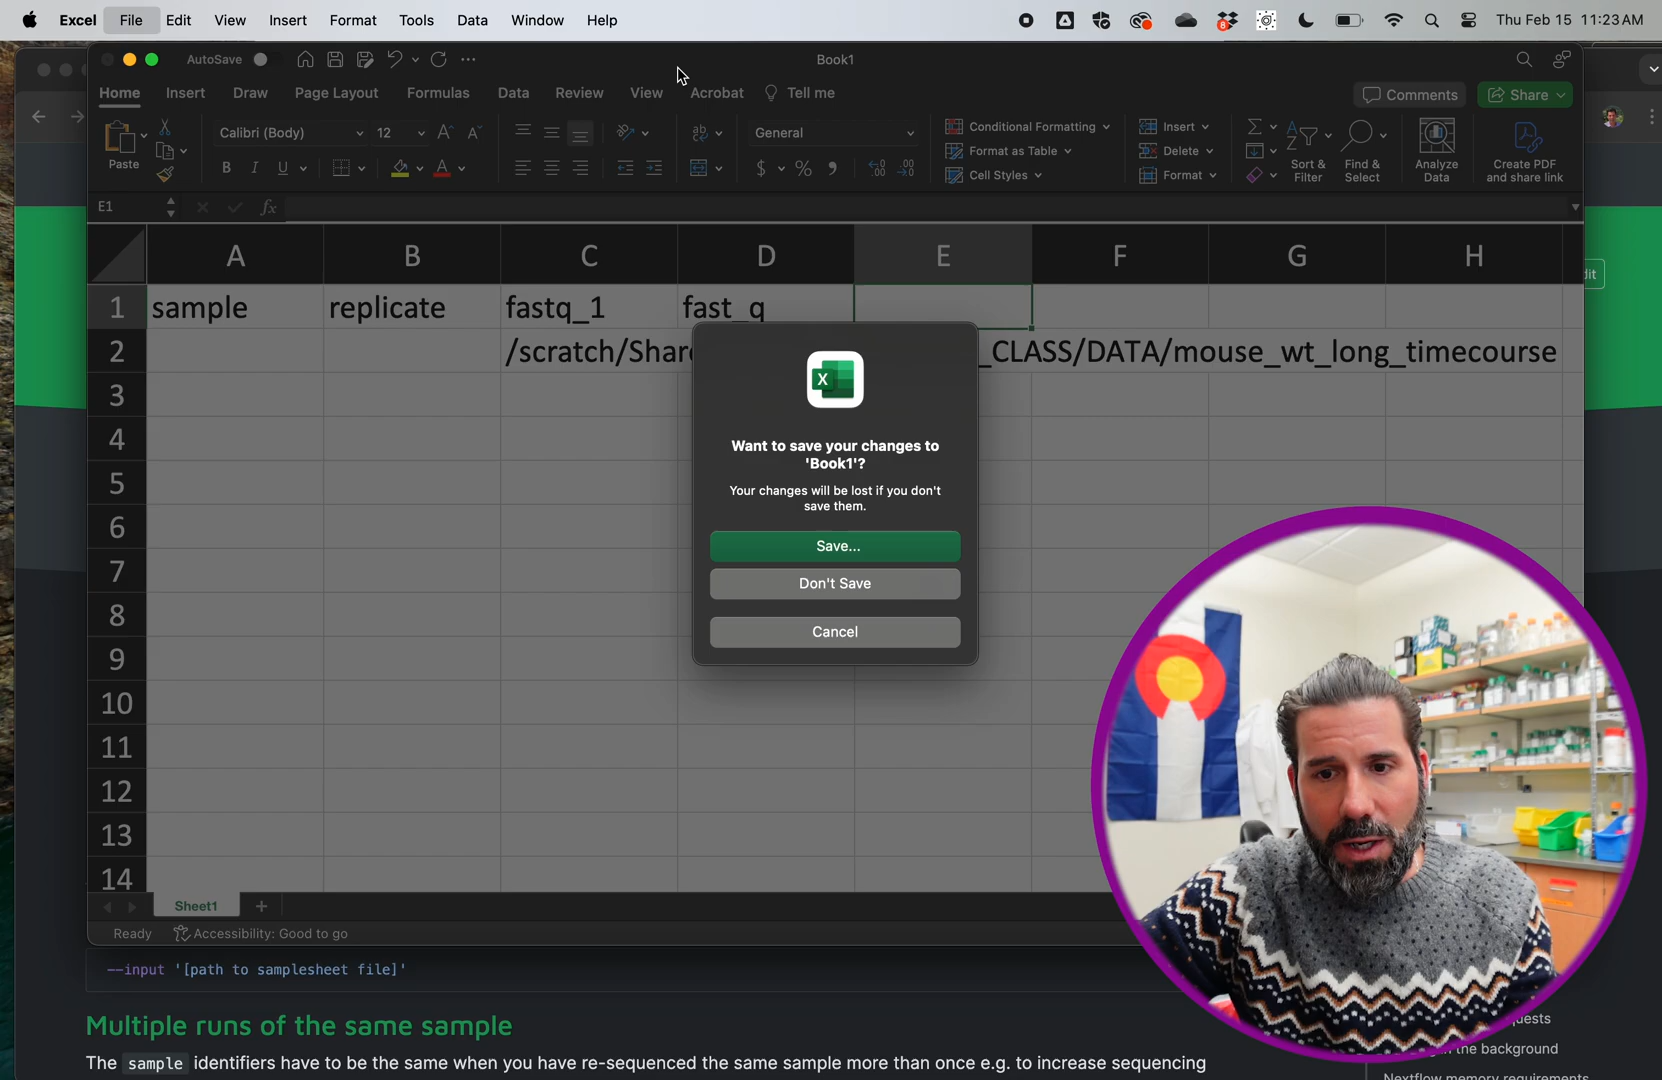 Excel File Edit View Insert Format Tools Data Window Help
8
Thu Feb 15 11:23 AM
AutoSave
Book1
Home Insert Draw Page Layout Formulas Data Review View Acrobat Tell me
Comments Share
Paste
Calibri (Body) 12
B I U
General
$ %
Conditional Formatting
Format as Table
Cell Styles
Insert
Delete
Format
Sort & Filter
Find & Select
Analyze Data
Create PDF and share link
E1
fx
A B C D E F G H
1 sample replicate fastq_1 fast_q
2 /scratch/Shar _CLASS/DATA/mouse_wt_long_timecourse
3
4
5
6
7
8
9
10
11
12
13
14
Want to save your changes to
'Book1'?
Your changes will be lost if you don't
save them.
Save...
Don't Save
Cancel
Sheet1 +
Ready Accessibility: Good to go
--input '[path to samplesheet file]'
Multiple runs of the same sample
The sample identifiers have to be the same when you have re-sequenced the same sample more than once e.g. to increase sequencing
the background
Nextflow memory requirements